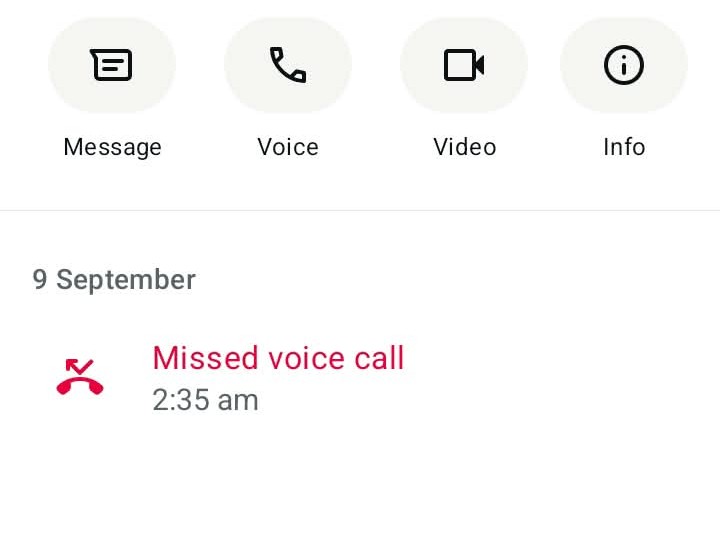 Message
Voice
Video
Info
9 September
Missed voice call
2:35 am